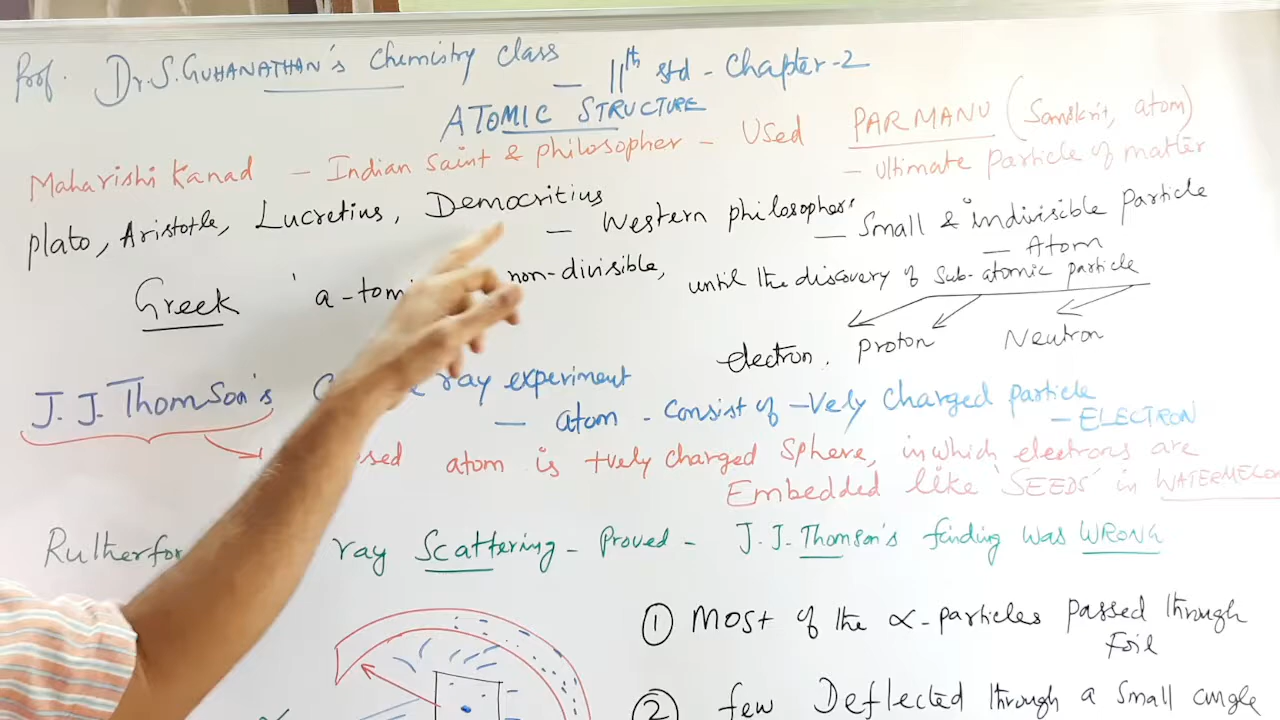 Prof. Dr.S.GUHANATHAN's Chemistry class
— 11th std - Chapter-2
ATOMIC STRUCTURE
Maharishi Kanad — Indian Saint & philosopher - Used PARMANU (Sanskrit, atom)
— Ultimate Particle of matter
Plato, Aristotle, Lucretius, Democritius
— Western philosophers
— Small & indivisible Particle
— Atom
Greek 'a-tomi non-divisible, until the discovery of Sub-atomic particle
electron, Proton Neutron
J. J. Thomson's ray experiment
— atom - Consist of -Vely Charged Particle
— ELECTRON
atom is +vely charged Sphere, in which electrons are
Embedded like 'SEEDS' in WATERMELON
ray Scattering - Proved - J. J. Thomson's finding was WRONG
① Most of the α-particles passed through
Foil
② few Deflected through a small angle